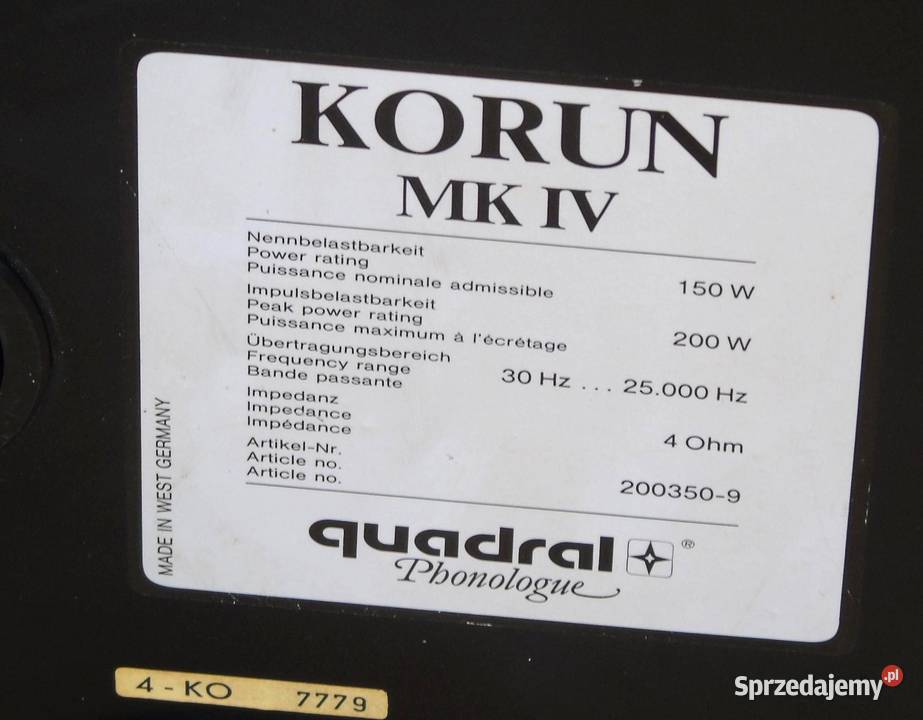 KORUN
MK IV
Nennbelastbarkeit
Power rating
Puissance nominale admissible 150 W
Impulsbelastbarkeit
Peak power rating
Puissance maximum à l'écrétage 200 W
Übertragungsbereich
Frequency range
Bande passante 30 Hz ... 25.000 Hz
Impedanz
Impedance
Impédance 4 Ohm
Artikel-Nr.
Article no.
Article no. 200350-9
MADE IN WEST GERMANY
quadral ®
Phonologue
4 - KO 7779
Sprzedajemy.pl